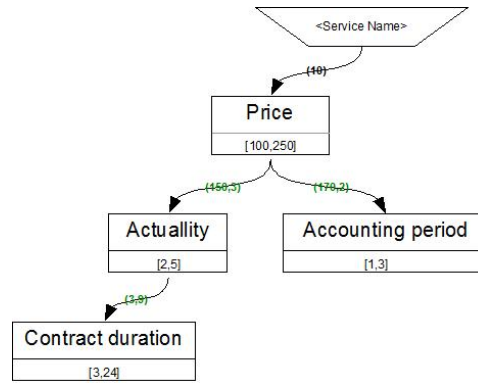 <Service Name>
(10)
Price
[100,250]
(150,3)
(170,2)
Actuallity
[2,5]
Accounting period
[1,3]
(3,9)
Contract duration
[3,24]